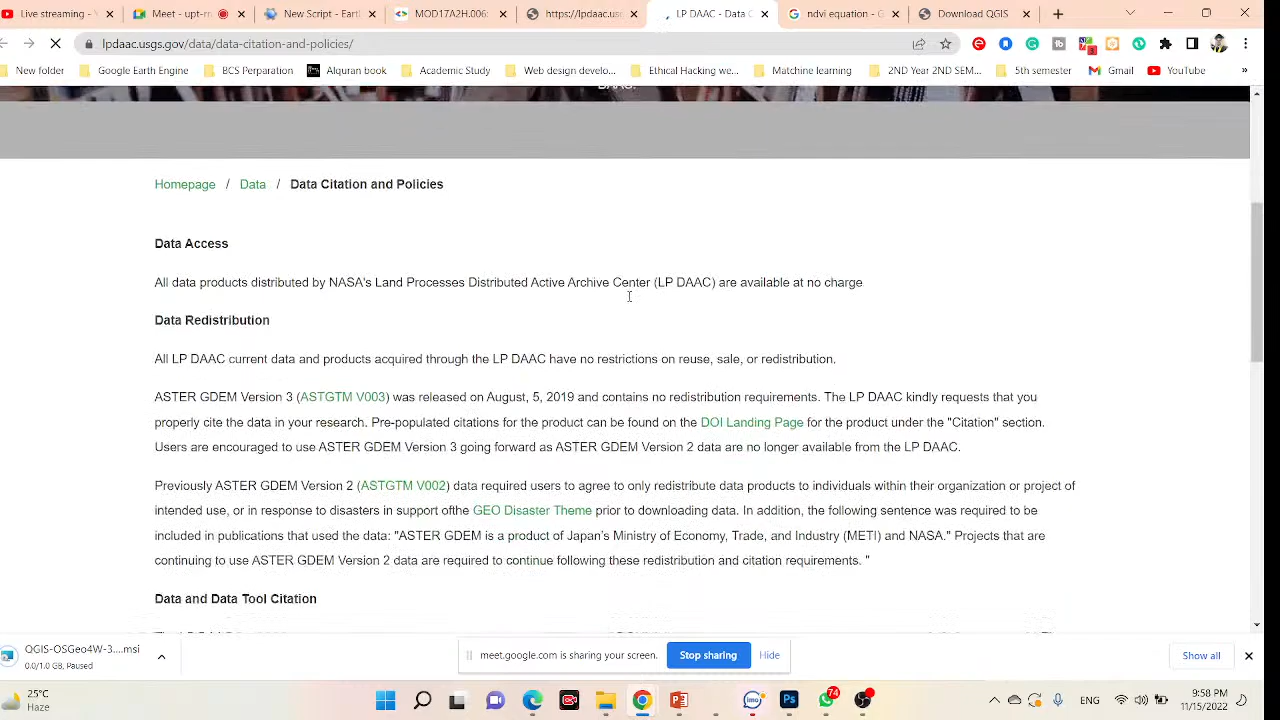 Live streaming -
Meet - upt-nr
New Script - Earth
MOD17A2H.006:
https://lpdaac.us
LP DAAC - Data C
ndvi equation - G
Download QGIS
lpdaac.usgs.gov/data/data-citation-and-policies/
New folder
Google Earth Engine
BCS Perparation
Alquran book
Academic Study
Web design develo...
Ethical Hacking we...
Matchine learning
2ND Year 2ND SEM...
5th semester
Gmail
YouTube
»
DAAC.
Homepage / Data / Data Citation and Policies
Data Access
All data products distributed by NASA's Land Processes Distributed Active Archive Center (LP DAAC) are available at no charge.
Data Redistribution
All LP DAAC current data and products acquired through the LP DAAC have no restrictions on reuse, sale, or redistribution.
ASTER GDEM Version 3 (ASTGTM V003) was released on August, 5, 2019 and contains no redistribution requirements. The LP DAAC kindly requests that you
properly cite the data in your research. Pre-populated citations for the product can be found on the DOI Landing Page for the product under the "Citation" section.
Users are encouraged to use ASTER GDEM Version 3 going forward as ASTER GDEM Version 2 data are no longer available from the LP DAAC.
Previously ASTER GDEM Version 2 (ASTGTM V002) data required users to agree to only redistribute data products to individuals within their organization or project of
intended use, or in response to disasters in support ofthe GEO Disaster Theme prior to downloading data. In addition, the following sentence was required to be
included in publications that used the data: "ASTER GDEM is a product of Japan's Ministry of Economy, Trade, and Industry (METI) and NASA." Projects that are
continuing to use ASTER GDEM Version 2 data are required to continue following these redistribution and citation requirements. "
Data and Data Tool Citation
QGIS-OSGeo4W-3....msi
0.0/1.0 GB, Paused
meet.google.com is sharing your screen.
Stop sharing
Hide
Show all
25°C
Haze
74
ENG
9:58 PM
11/15/2022